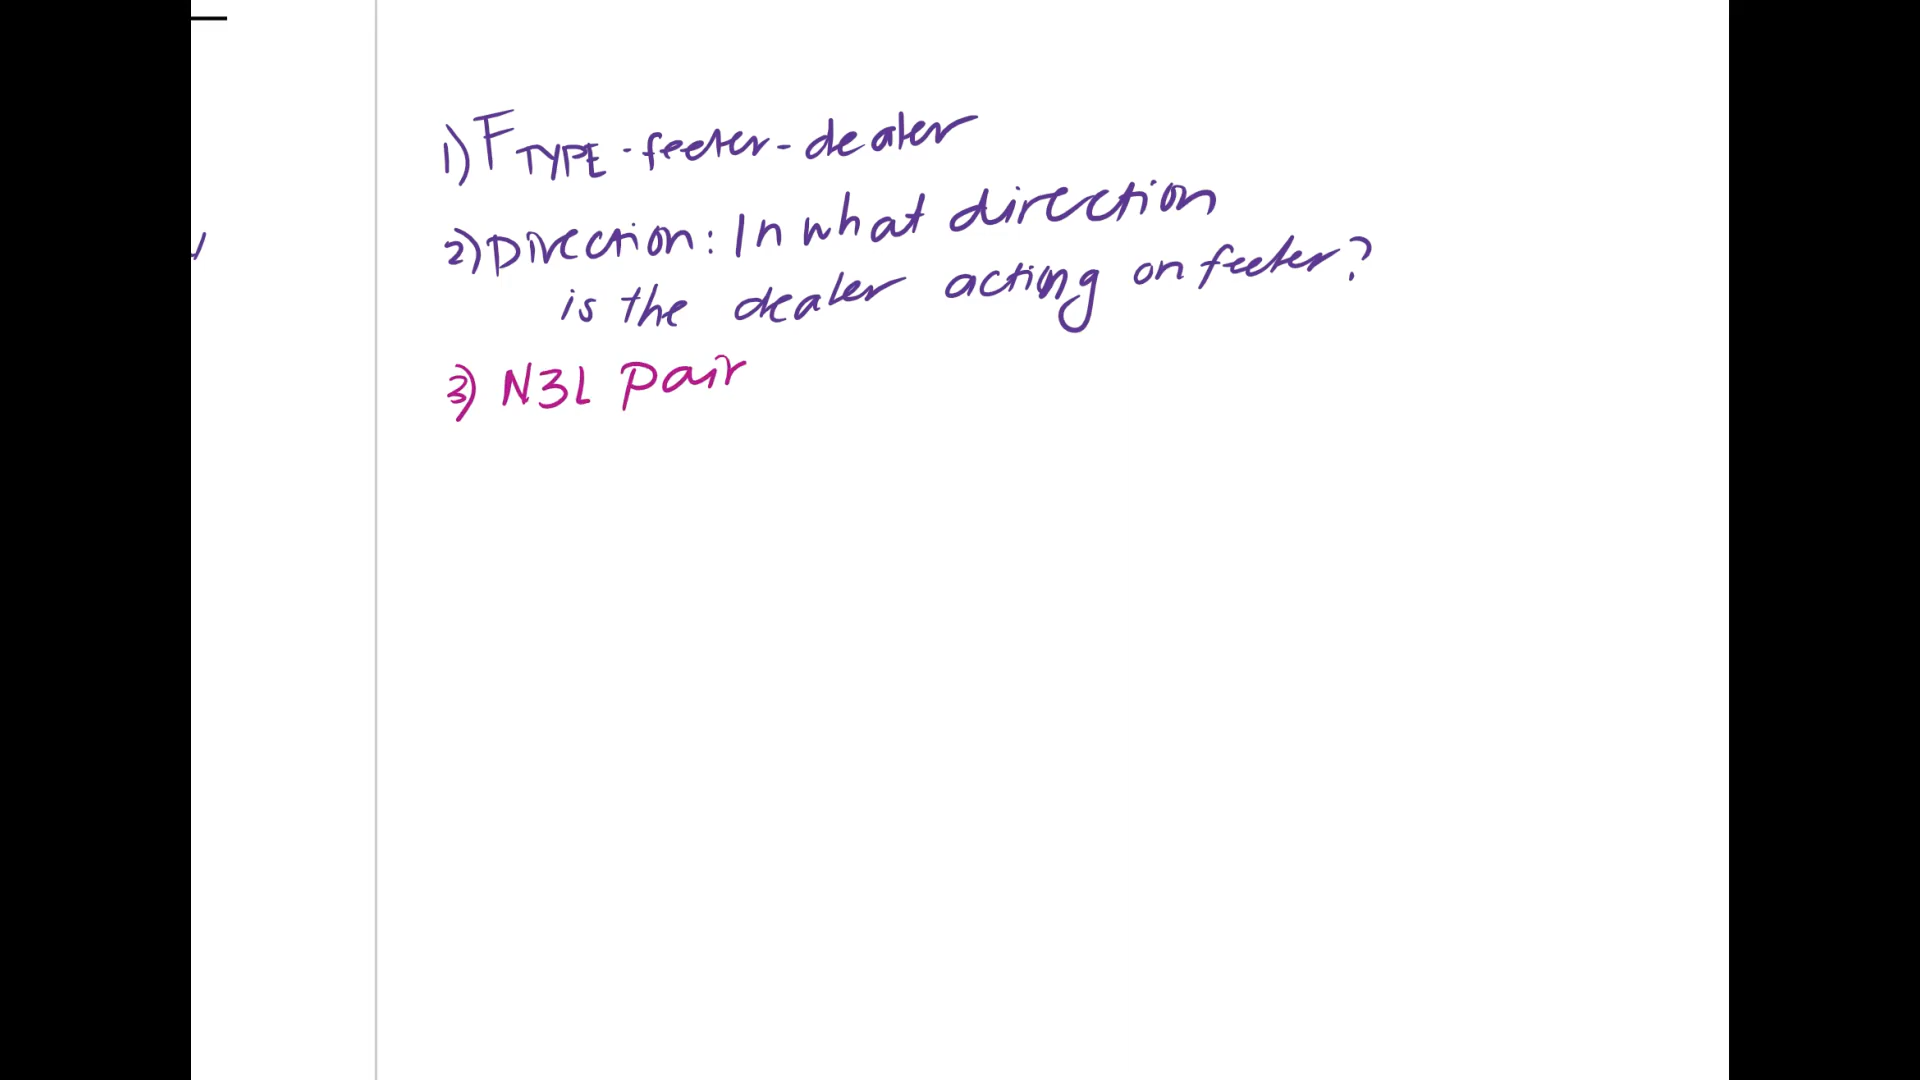 1) F TYPE - feeler - dealer
2) Direction: In what direction
is the dealer acting on feeler?
3) N3L pair